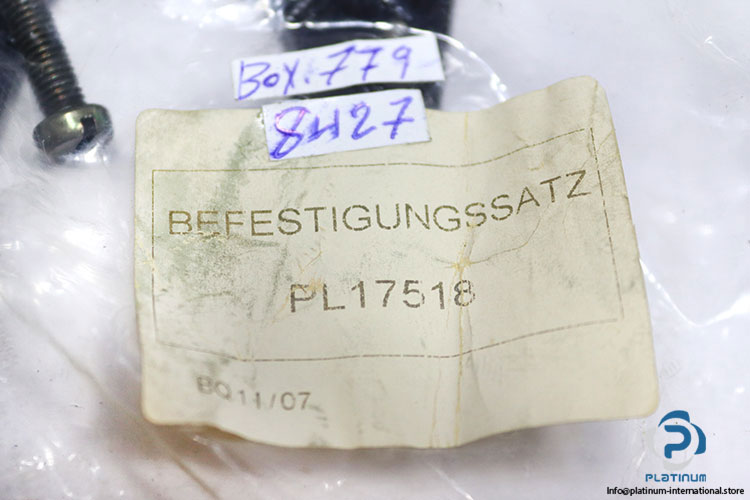 BOX:779
8427
BEFESTIGUNGSSATZ
PL17518
BQ11/07
PLATINUM
Info@platinum-international.store